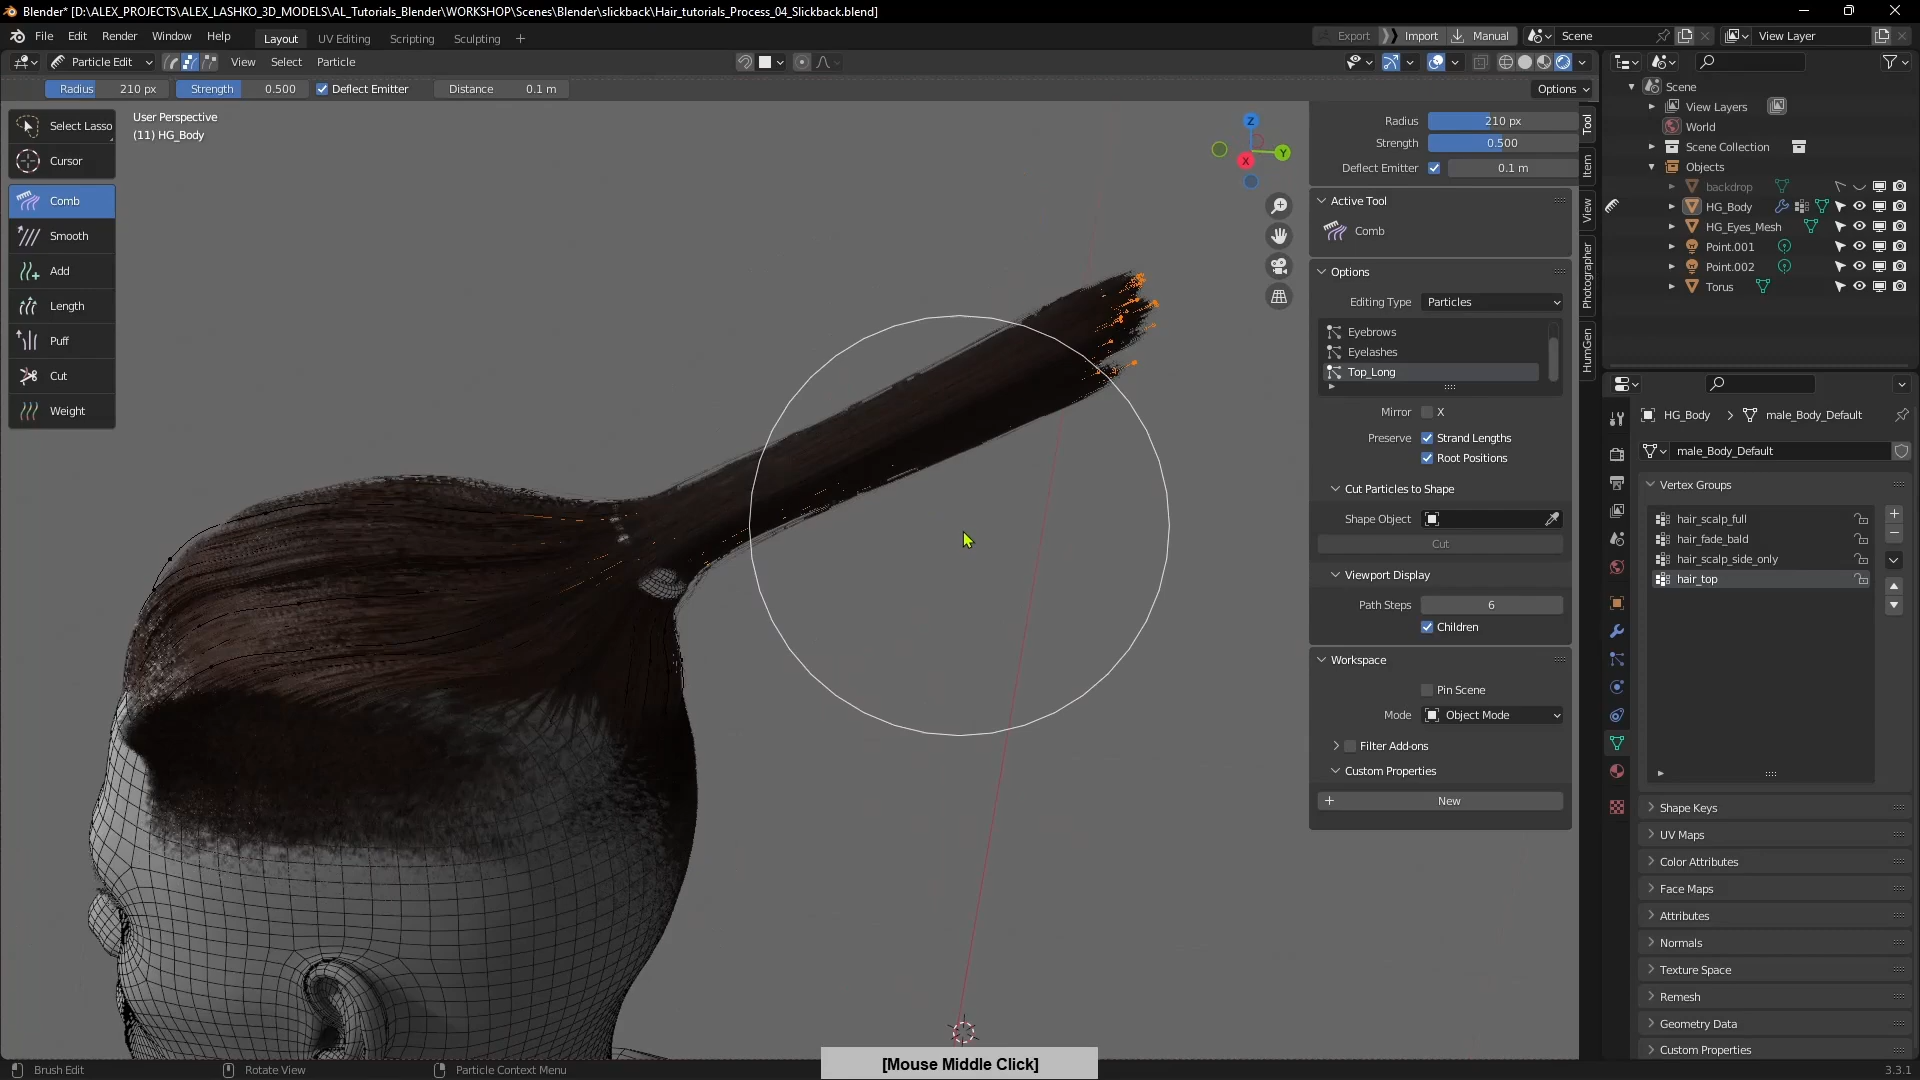 Blender* [D:\ALEX_PROJECTS\ALEX_LASHKO_3D_MODELS\AL_Tutorials_Blender\WORKSHOP\Scenes\Blender\slickback\Hair_tutorials_Process_04_Slickback.blend]
File Edit Render Window Help Layout UV Editing Scripting Sculpting + Export Import Manual Scene View Layer
Particle Edit View Select Particle
Radius 210 px Strength 0.500 Deflect Emitter Distance 0.1 m Options
User Perspective
(11) HG_Body
Select Lasso
Cursor
Comb
Smooth
Add
Length
Puff
Cut
Weight
Z
Y
X
Radius 210 px
Strength 0.500
Deflect Emitter 0.1 m
Active Tool
Comb
Options
Editing Type Particles
Eyebrows
Eyelashes
Top_Long
Mirror X
Preserve Strand Lengths
Root Positions
Cut Particles to Shape
Shape Object
Cut
Viewport Display
Path Steps 6
Children
Workspace
Pin Scene
Mode Object Mode
Filter Add-ons
Custom Properties
New
Tool
Item
View
Photographer
HumGen
Scene
View Layers
World
Scene Collection
Objects
backdrop
HG_Body
HG_Eyes_Mesh
Point.001
Point.002
Torus
HG_Body male_Body_Default
male_Body_Default
Vertex Groups
hair_scalp_full
hair_fade_bald
hair_scalp_side_only
hair_top
Shape Keys
UV Maps
Color Attributes
Face Maps
Attributes
Normals
Texture Space
Remesh
Geometry Data
Custom Properties
[Mouse Middle Click]
Brush Edit Rotate View Particle Context Menu 3.3.1